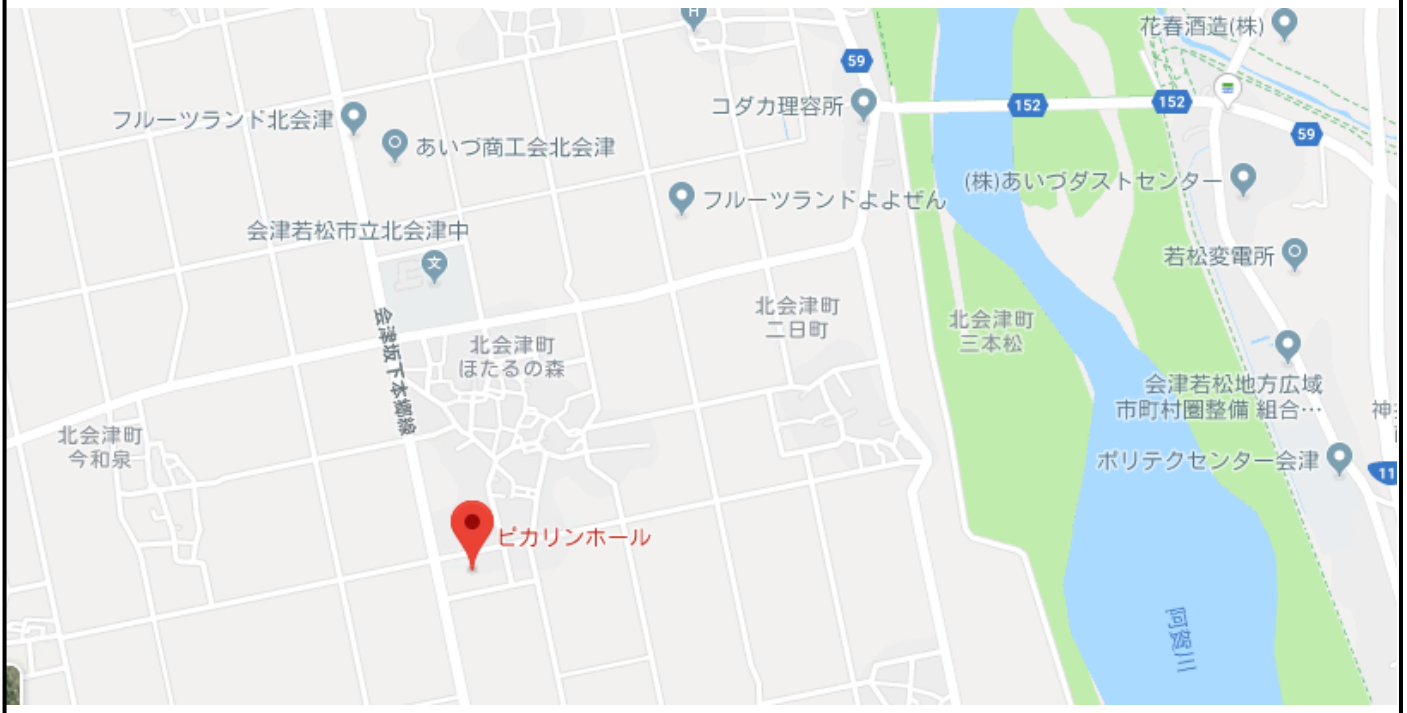 H
花春酒造(株)
59
コダカ理容所
152
152
フルーツランド北会津
59
あいづ商工会北会津
(株)あいづダストセンター
フルーツランドよよぜん
会津若松市立北会津中
文
若松変電所
北会津町
二日町
北会津町
三本松
会津坂下本郷線
北会津町
ほたるの森
会津若松地方広域
市町村圏整備 組合…
北会津町
今和泉
神
ポリテクセンター会津
11
ピカリンホール
阿賀川